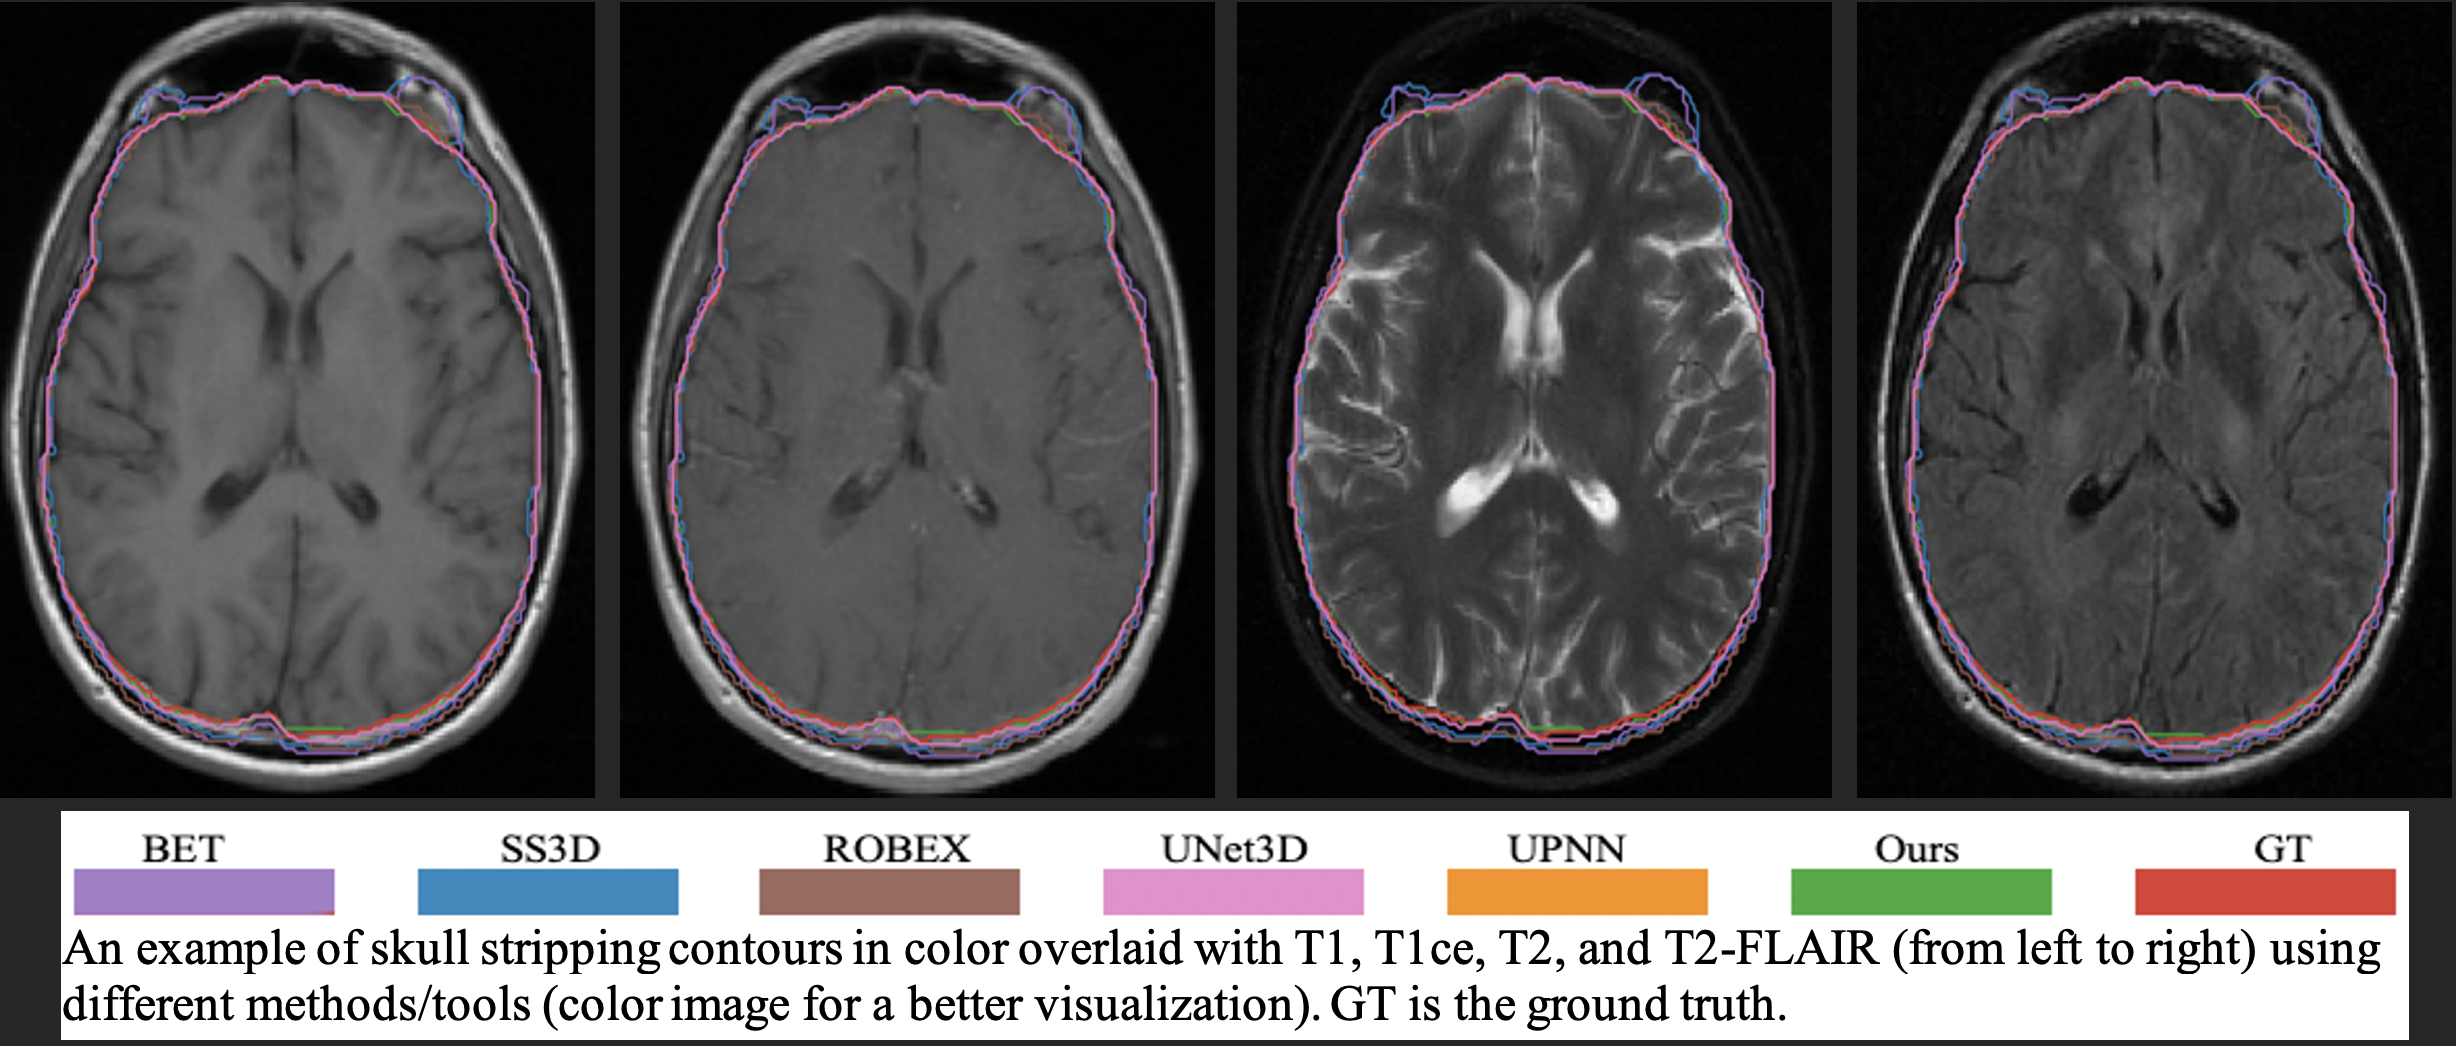 BET SS3D ROBEX UNet3D UPNN Ours GT
An example of skull stripping contours in color overlaid with T1, T1ce, T2, and T2-FLAIR (from left to right) using
different methods/tools (color image for a better visualization). GT is the ground truth.